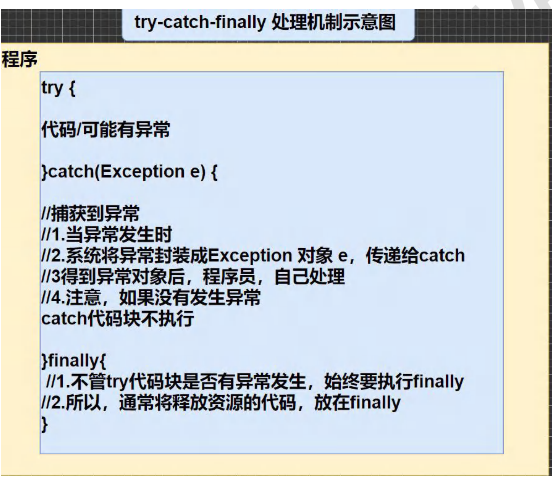 try-catch-finally 处理机制示意图
程序
try {
代码/可能有异常
}catch(Exception e) {
//捕获到异常
//1.当异常发生时
//2.系统将异常封装成Exception 对象 e，传递给catch
//3得到异常对象后，程序员，自己处理
//4.注意，如果没有发生异常
catch代码块不执行
}finally{
//1.不管try代码块是否有异常发生，始终要执行finally
//2.所以，通常将释放资源的代码，放在finally
}